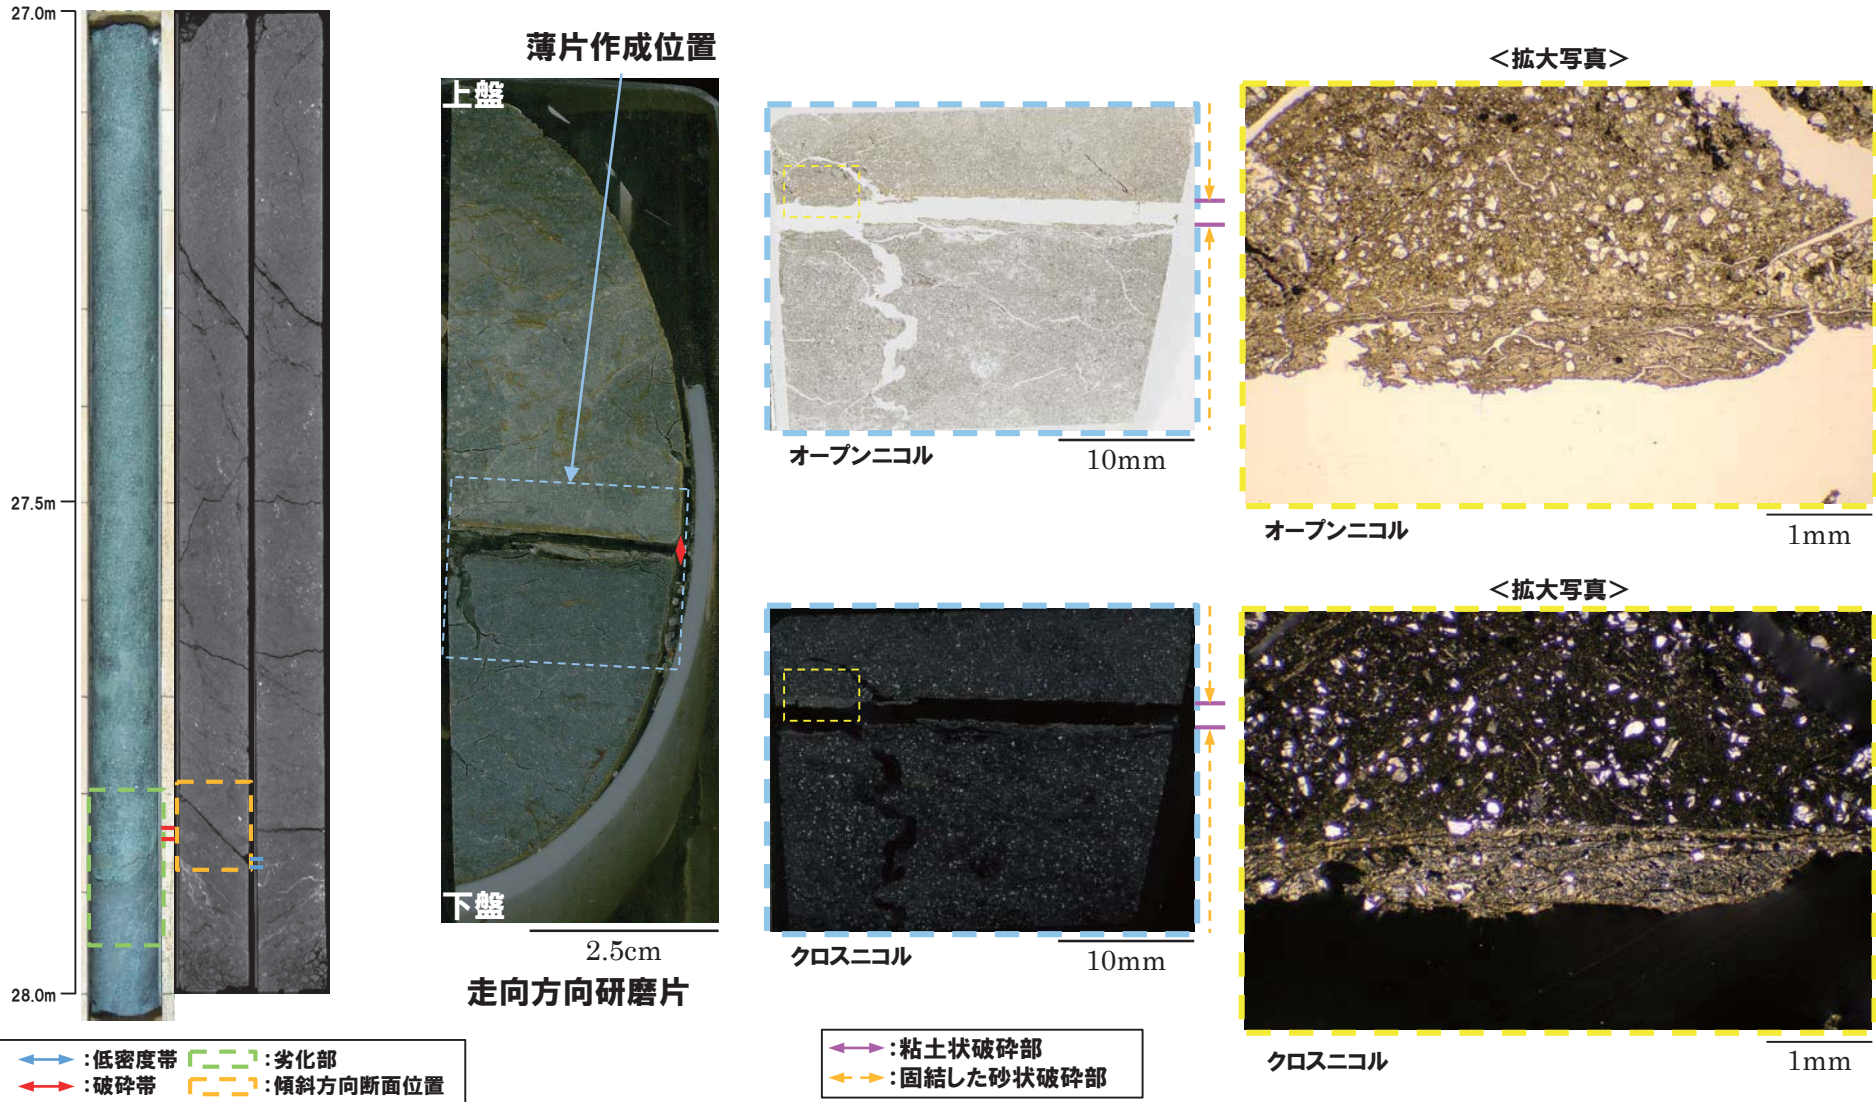 27.0m
27.5m
28.0m
:低密度帯
:劣化部
:破砕帯
:傾斜方向断面位置
薄片作成位置
上盤
下盤
2.5cm
走向方向研磨片
オープンニコル
10mm
クロスニコル
10mm
:粘土状破砕部
:固結した砂状破砕部
<拡大写真>
オープンニコル
1mm
<拡大写真>
クロスニコル
1mm